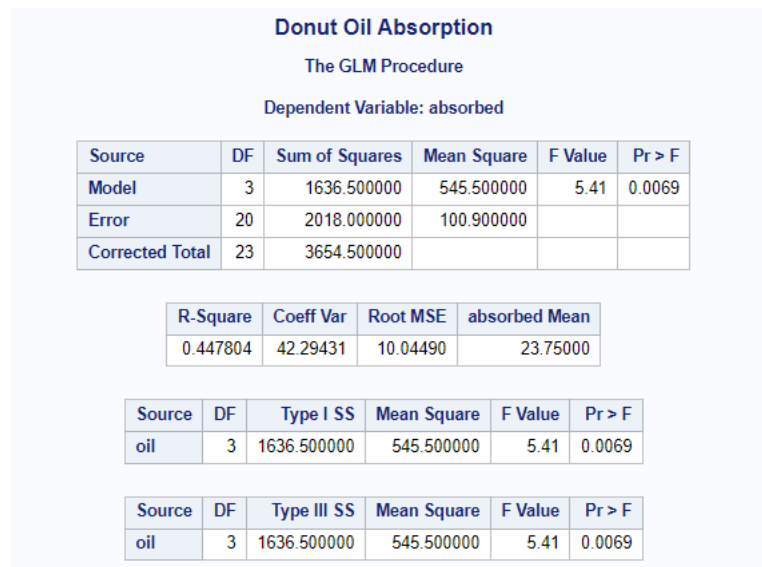 Donut Oil Absorption
The GLM Procedure
Dependent Variable: absorbed
Source DF Sum of Squares Mean Square F Value Pr > F
Model 3 1636.500000 545.500000 5.41 0.0069
Error 20 2018.000000 100.900000
Corrected Total 23 3654.500000
R-Square Coeff Var Root MSE absorbed Mean
0.447804 42.29431 10.04490 23.75000
Source DF Type I SS Mean Square F Value Pr > F
oil 3 1636.500000 545.500000 5.41 0.0069
Source DF Type III SS Mean Square F Value Pr > F
oil 3 1636.500000 545.500000 5.41 0.0069